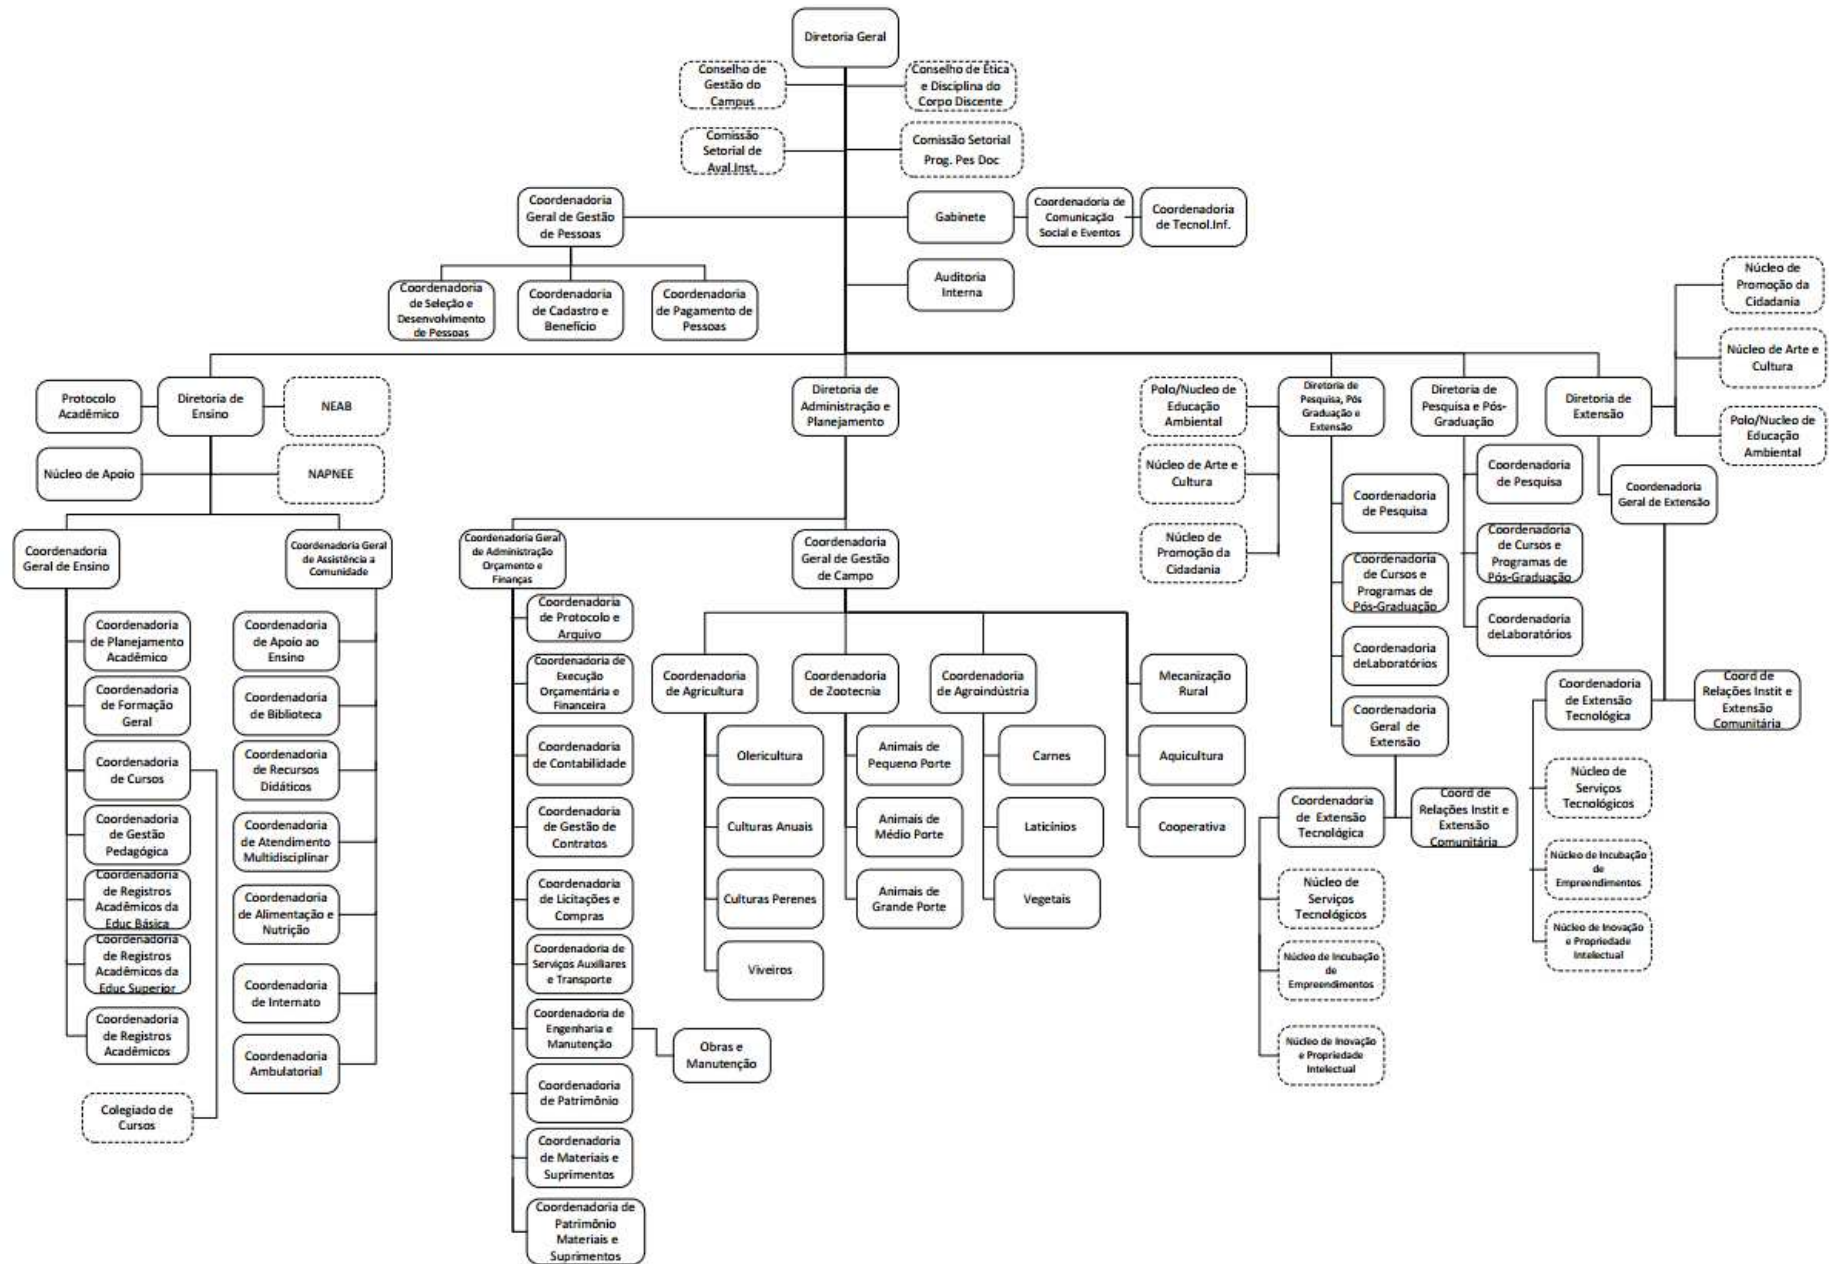 Diretoria Geral
Conselho de
Gestão do
Campus
Conselho de Ética
e Disciplina do
Corpo Discente
Comissão
Setorial de
Aval.Inst.
Comissão Setorial
Prog. Pes Doc
Coordenadoria
Geral de Gestão
de Pessoas
Gabinete
Coordenadoria de
Comunicação
Social e Eventos
Coordenadoria
de Tecnol.Inf.
Auditoria
Interna
Coordenadoria
de Seleção e
Desenvolvimento
de Pessoas
Coordenadoria
de Cadastro e
Benefício
Coordenadoria
de Pagamento de
Pessoas
Núcleo de
Promoção da
Cidadania
Núcleo de Arte e
Cultura
Polo/Nucleo de
Educação
Ambiental
Protocolo
Acadêmico
Diretoria de
Ensino
NEAB
Núcleo de Apoio
NAPNEE
Diretoria de
Administração e
Planejamento
Polo/Nucleo de
Educação
Ambiental
Núcleo de Arte e
Cultura
Núcleo de
Promoção da
Cidadania
Diretoria de
Pesquisa, Pós
Graduação e
Extensão
Diretoria de
Pesquisa e Pós-
Graduação
Diretoria de
Extensão
Coordenadoria
Geral de Ensino
Coordenadoria Geral
de Assistência a
Comunidade
Coordenadoria Geral
de Administração
Orçamento e
Finanças
Coordenadoria
Geral de Gestão
de Campo
Coordenadoria
de Pesquisa
Coordenadoria
de Cursos e
Programas de
Pós-Graduação
Coordenadoria
deLaboratórios
Coordenadoria
Geral de
Extensão
Coordenadoria
de Pesquisa
Coordenadoria
de Cursos e
Programas de
Pós-Graduação
Coordenadoria
deLaboratórios
Coordenadoria
Geral de Extensão
Coordenadoria
de Planejamento
Acadêmico
Coordenadoria
de Formação
Geral
Coordenadoria
de Cursos
Coordenadoria
de Gestão
Pedagógica
Coordenadoria
de Registros
Acadêmicos da
Educ Básica
Coordenadoria
de Registros
Acadêmicos da
Educ Superior
Coordenadoria
de Registros
Acadêmicos
Colegiado de
Cursos
Coordenadoria
de Apoio ao
Ensino
Coordenadoria
de Biblioteca
Coordenadoria
de Recursos
Didáticos
Coordenadoria
de Atendimento
Multidisciplinar
Coordenadoria
de Alimentação e
Nutrição
Coordenadoria
de Internato
Coordenadoria
Ambulatorial
Coordenadoria
de Protocolo e
Arquivo
Coordenadoria de
Execução
Orçamentária e
Financeira
Coordenadoria
de Contabilidade
Coordenadoria
de Gestão de
Contratos
Coordenadoria
de Licitações e
Compras
Coordenadoria de
Serviços Auxiliares
e Transporte
Coordenadoria de
Engenharia e
Manutenção
Obras e
Manutenção
Coordenadoria
de Patrimônio
Coordenadoria
de Materiais e
Suprimentos
Coordenadoria de
Patrimônio
Materiais e
Suprimentos
Coordenadoria
de Agricultura
Olericultura
Culturas Anuais
Culturas Perenes
Viveiros
Coordenadoria
de Zootecnia
Animais de
Pequeno Porte
Animais de
Médio Porte
Animais de
Grande Porte
Coordenadoria
de Agroindústria
Carnes
Laticínios
Vegetais
Mecanização
Rural
Aquicultura
Cooperativa
Coordenadoria
de Extensão
Tecnológica
Coord de
Relações Instit e
Extensão
Comunitária
Núcleo de
Serviços
Tecnológicos
Núcleo de Incubação
de
Empreendimentos
Núcleo de Inovação
e Propriedade
Intelectual
Coordenadoria
de Extensão
Tecnológica
Coord de
Relações Instit e
Extensão
Comunitária
Núcleo de
Serviços
Tecnológicos
Núcleo de Incubação
de
Empreendimentos
Núcleo de Inovação
e Propriedade
Intelectual